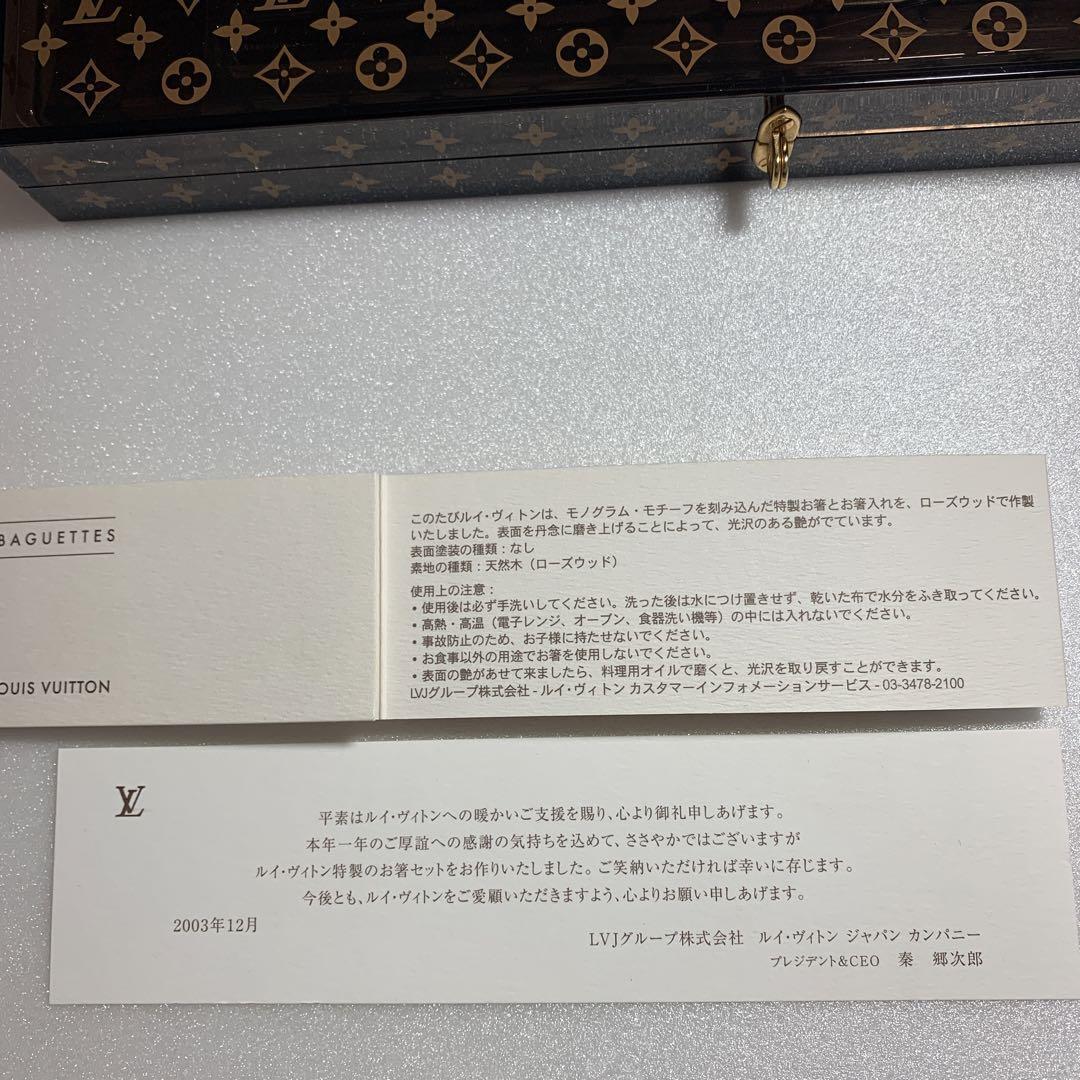 BAGUETTES
OUIS VUITTON
このたびルイ・ヴィトンは、モノグラム・モチーフを刻み込んだ特製お箸とお箸入れを、ローズウッドで作製
いたしました。表面を丹念に磨き上げることによって、光沢のある艶がでています。
表面塗装の種類：なし
素地の種類：天然木（ローズウッド）
使用上の注意：
・使用後は必ず手洗いしてください。洗った後は水につけ置きせず、乾いた布で水分をふき取ってください。
・高熱・高温（電子レンジ、オーブン、食器洗い機等）の中には入れないでください。
・事故防止のため、お子様に持たせないでください。
・お食事以外の用途でお箸を使用しないでください。
・表面の艶があせて来ましたら、料理用オイルで磨くと、光沢を取り戻すことができます。
LVJグループ株式会社 - ルイ・ヴィトン カスタマーインフォメーションサービス - 03-3478-2100
LV
平素はルイ・ヴィトンへの暖かいご支援を賜り、心より御礼申しあげます。
本年一年のご厚誼への感謝の気持ちを込めて、ささやかではございますが
ルイ・ヴィトン特製のお箸セットをお作りいたしました。ご笑納いただければ幸いに存じます。
今後とも、ルイ・ヴィトンをご愛顧いただきますよう、心よりお願い申しあげます。
2003年12月
LVJグループ株式会社 ルイ・ヴィトン ジャパン カンパニー
プレジデント&CEO 秦 郷次郎